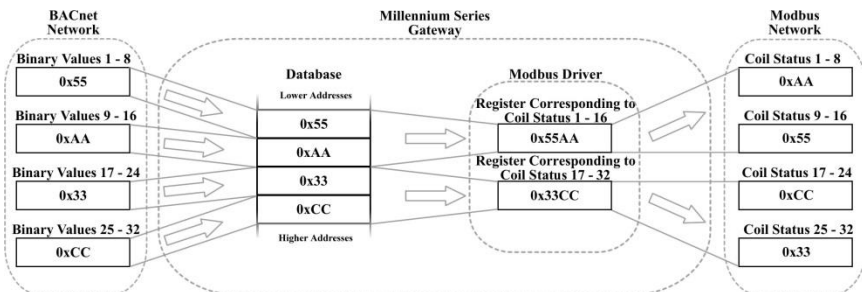 BACnet
Network
Binary Values 1 - 8
0x55
Binary Values 9 - 16
0xAA
Binary Values 17 - 24
0x33
Binary Values 25 - 32
0xCC
Millennium Series
Gateway
Database
Lower Addresses
0x55
0xAA
0x33
0xCC
Higher Addresses
Modbus Driver
Register Corresponding to
Coil Status 1 - 16
0x55AA
Register Corresponding to
Coil Status 17 - 32
0x33CC
Modbus
Network
Coil Status 1 - 8
0xAA
Coil Status 9 - 16
0x55
Coil Status 17 - 24
0xCC
Coil Status 25 - 32
0x33